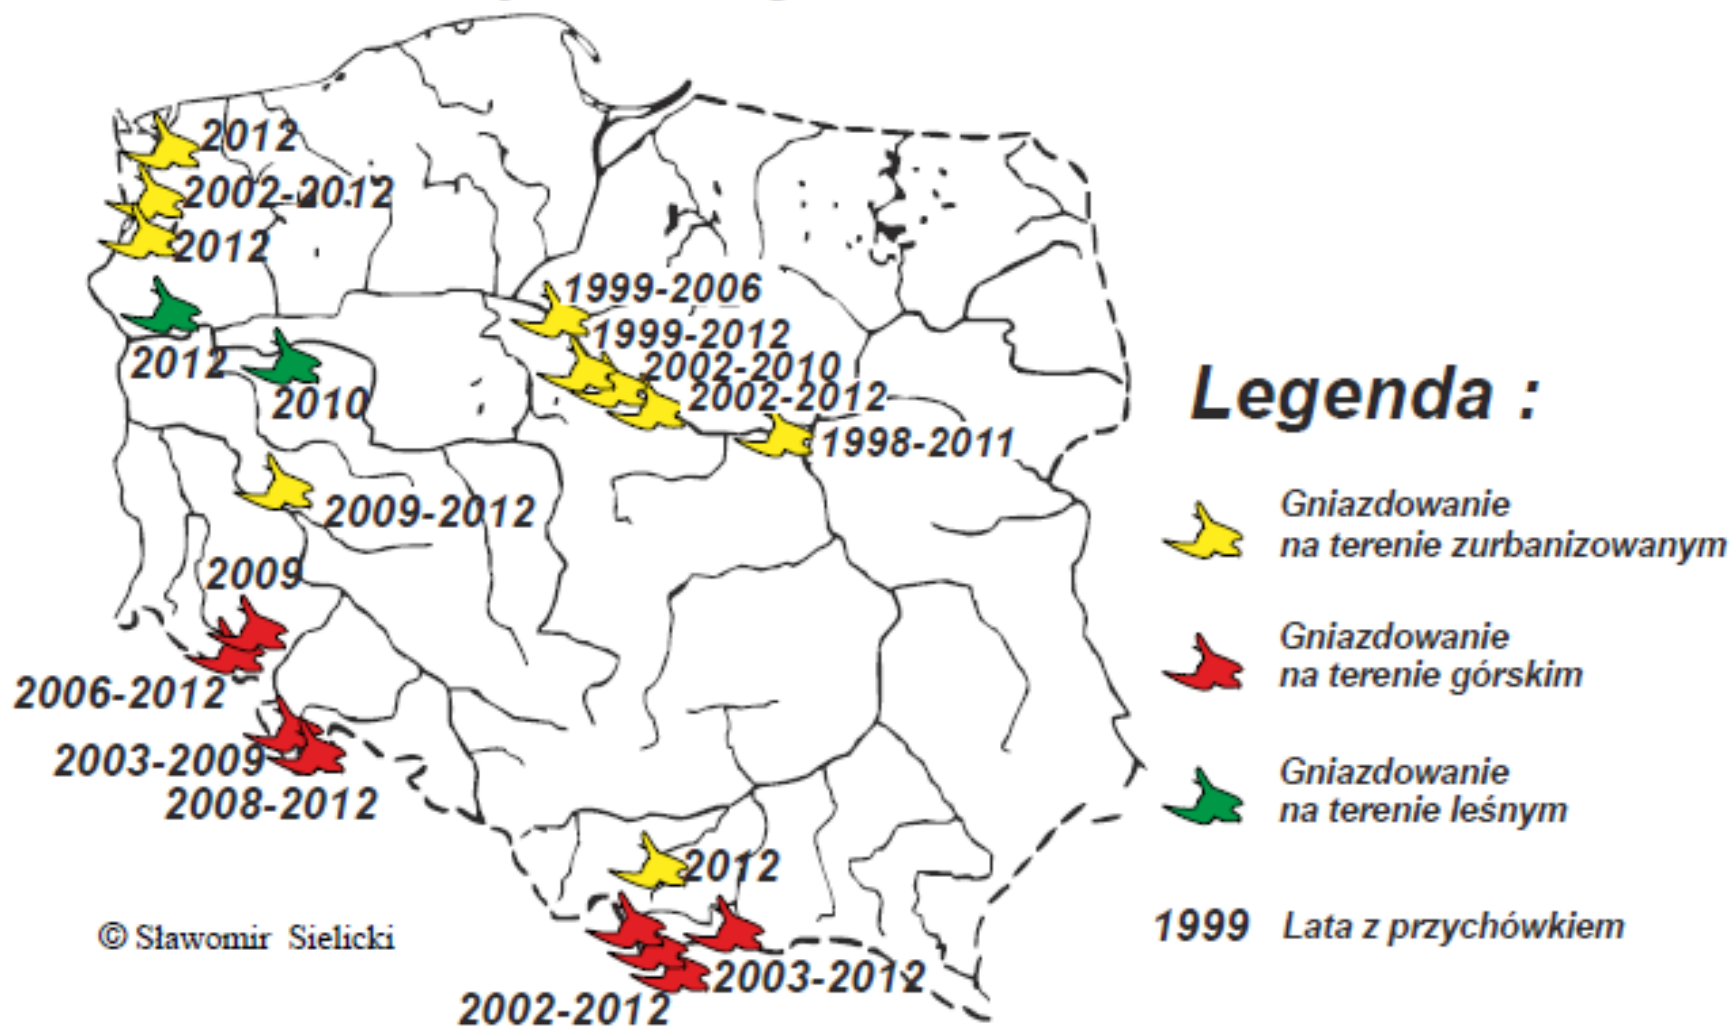 2012
2002-2012
2012
1999-2006
1999-2012
2002-2010
2002-2012
1998-2011
2012
2010
2009-2012
2009
2006-2012
2003-2009
2008-2012
2012
2003-2012
2002-2012
© Sławomir Sielicki
Legenda :
Gniazdowanie
na terenie zurbanizowanym
Gniazdowanie
na terenie górskim
Gniazdowanie
na terenie leśnym
1999 Lata z przychówkiem